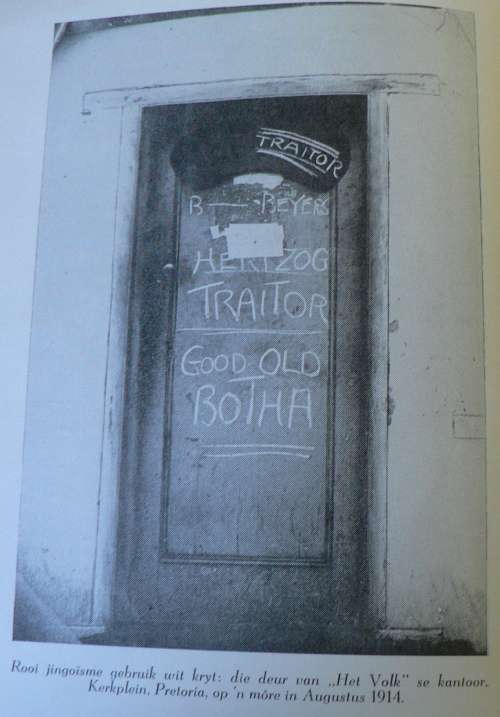 TRAITOR
B — BEYERS
HERTZOG
TRAITOR
GOOD OLD
BOTHA
Rooi jingoïsme gebruik wit kryt: die deur van „Het Volk" se kantoor.
Kerkplein, Pretoria, op 'n môre in Augustus 1914.